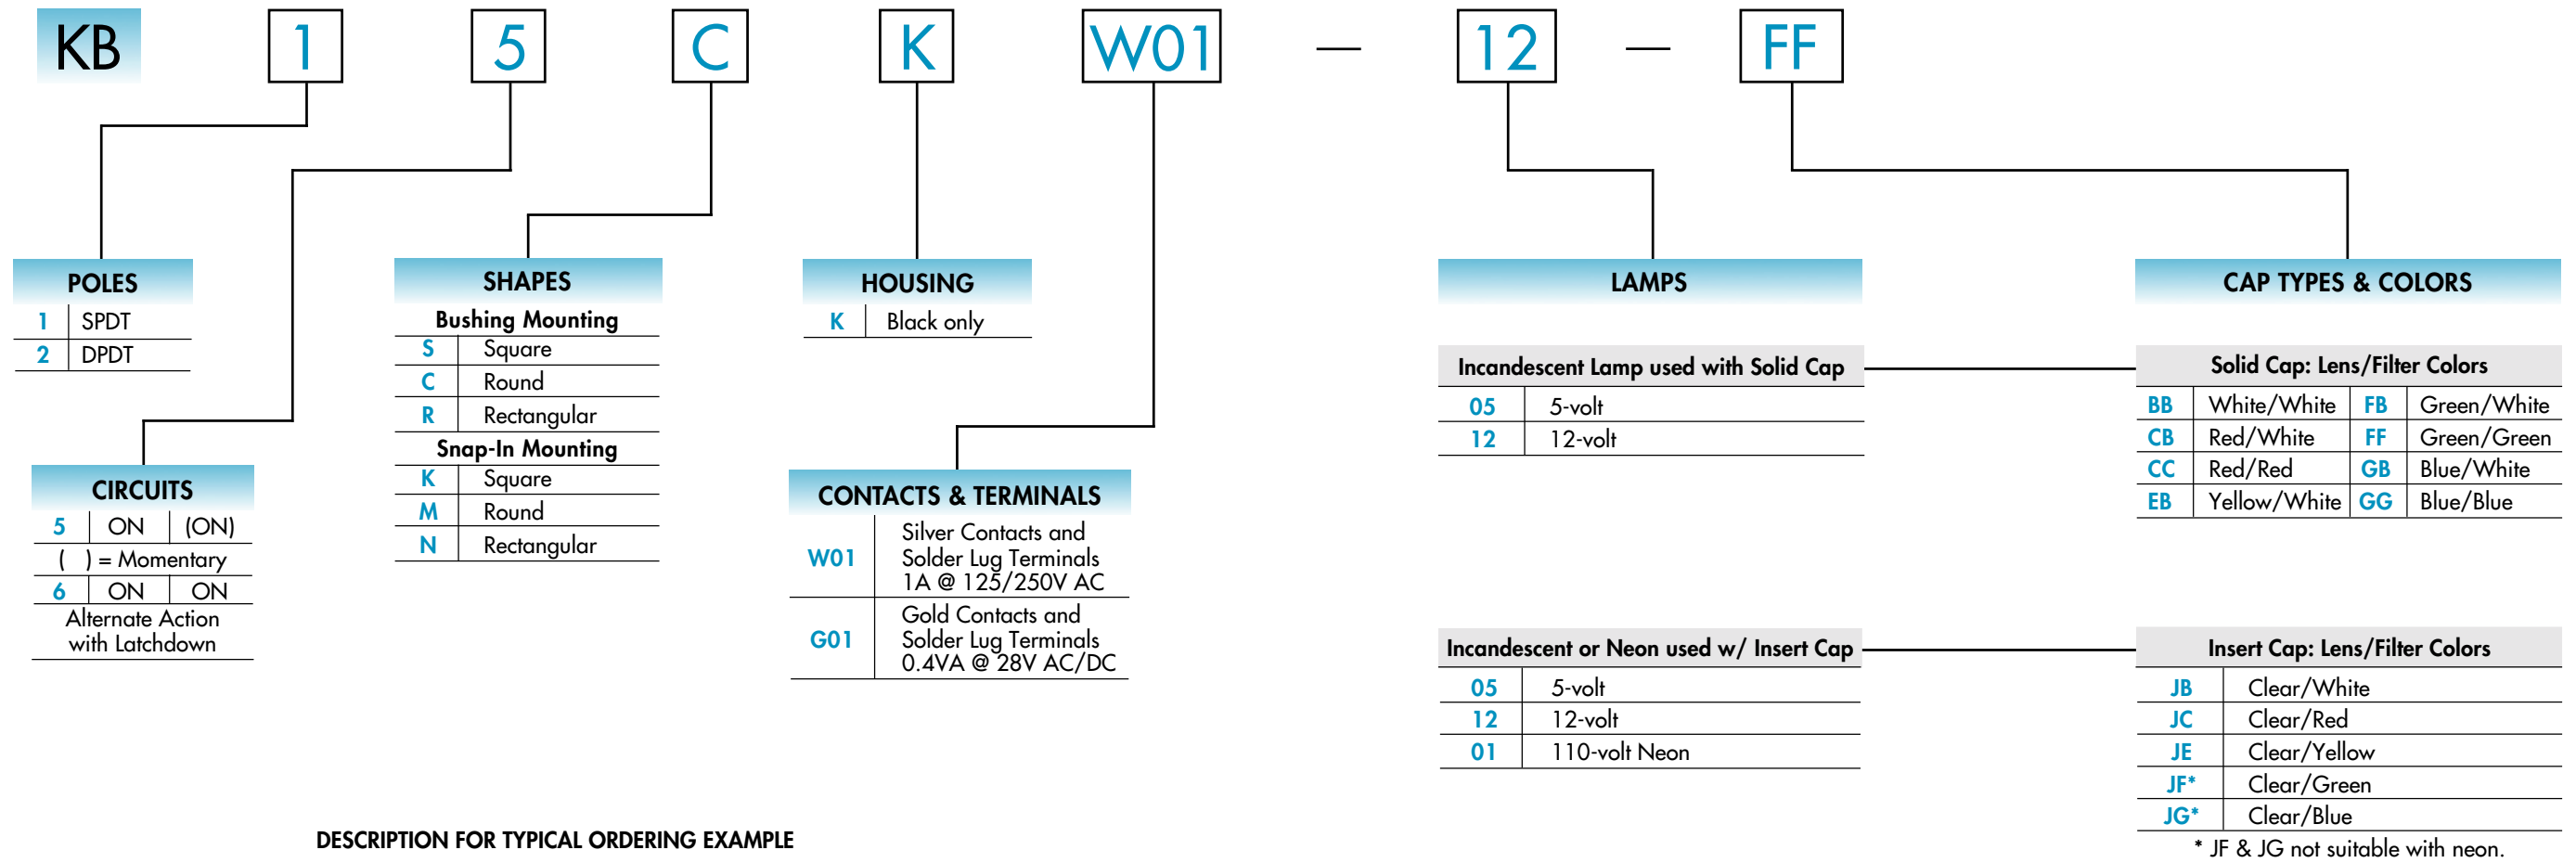 KB 1 5 C K W01 — 12 — FF
POLES
1 SPDT
2 DPDT
CIRCUITS
5 ON (ON)
( ) = Momentary
6 ON ON
Alternate Action
with Latchdown
SHAPES
Bushing Mounting
S Square
C Round
R Rectangular
Snap-In Mounting
K Square
M Round
N Rectangular
HOUSING
K Black only
CONTACTS & TERMINALS
W01 Silver Contacts and
Solder Lug Terminals
1A @ 125/250V AC
G01 Gold Contacts and
Solder Lug Terminals
0.4VA @ 28V AC/DC
LAMPS
Incandescent Lamp used with Solid Cap
05 5-volt
12 12-volt
Incandescent or Neon used w/ Insert Cap
05 5-volt
12 12-volt
01 110-volt Neon
CAP TYPES & COLORS
Solid Cap: Lens/Filter Colors
BB White/White FB Green/White
CB Red/White FF Green/Green
CC Red/Red GB Blue/White
EB Yellow/White GG Blue/Blue
Insert Cap: Lens/Filter Colors
JB Clear/White
JC Clear/Red
JE Clear/Yellow
JF* Clear/Green
JG* Clear/Blue
* JF & JG not suitable with neon.
DESCRIPTION FOR TYPICAL ORDERING EXAMPLE